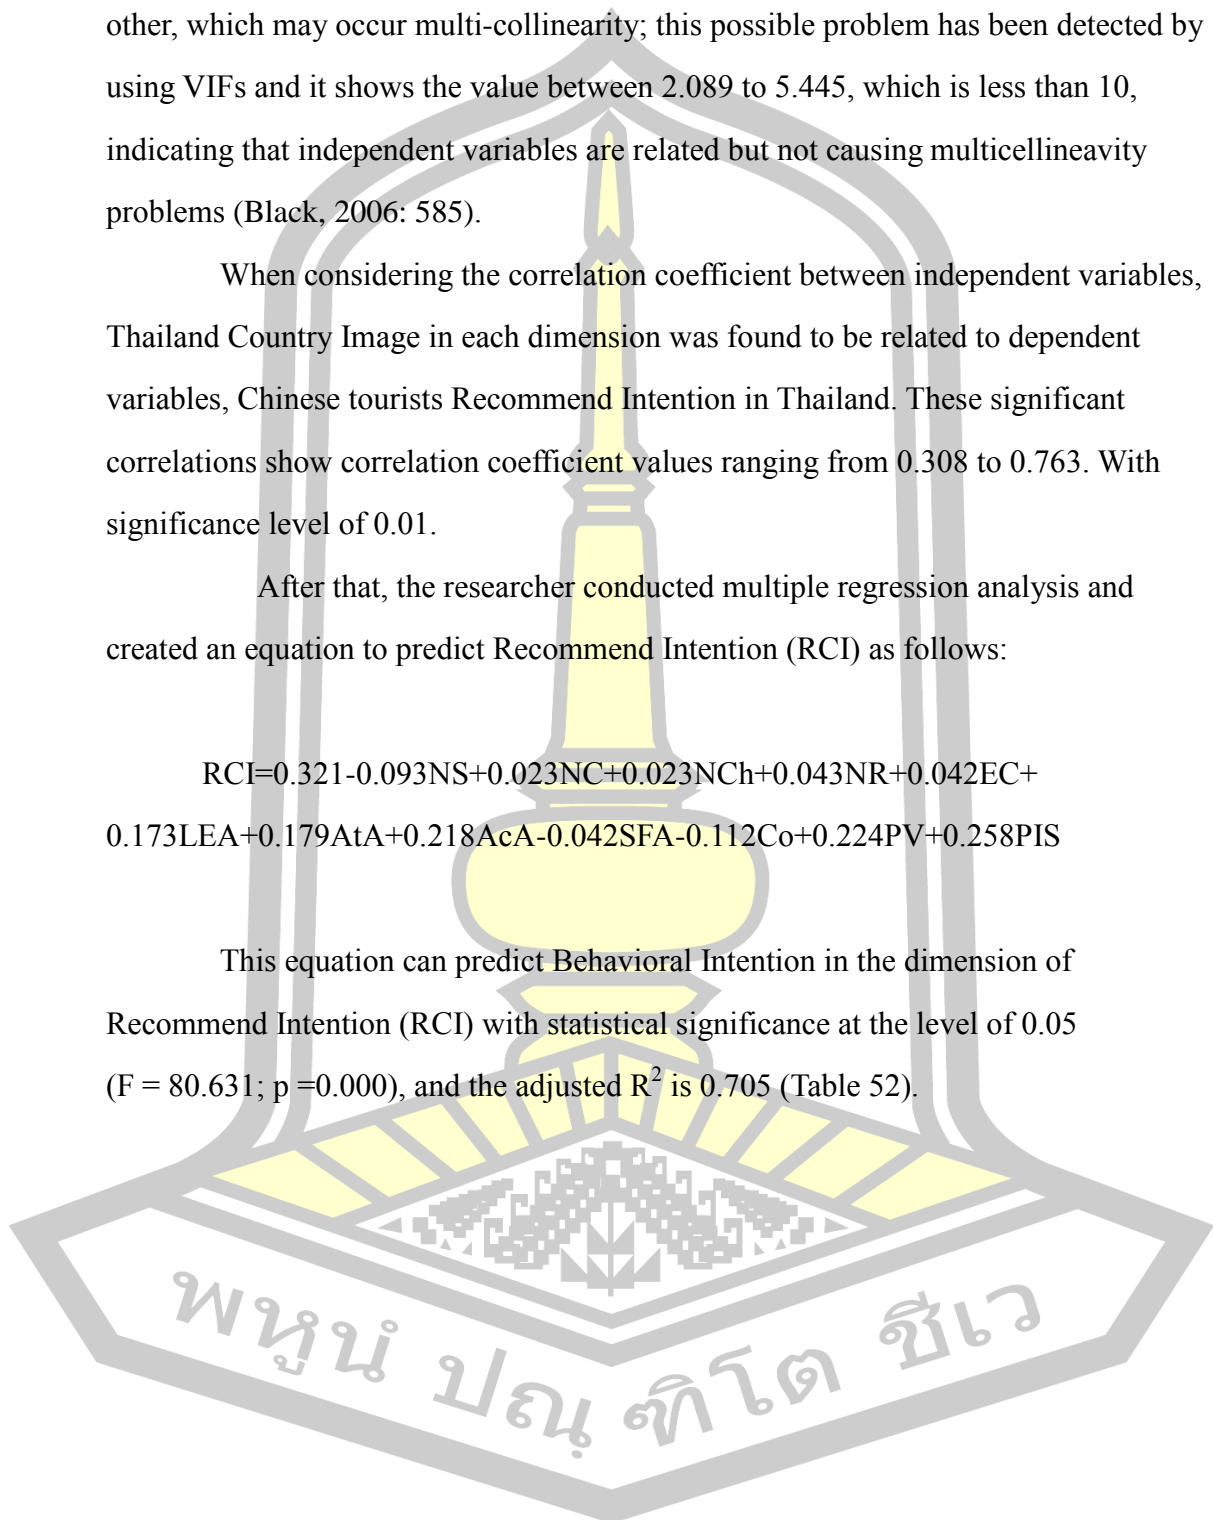 other, which may occur multi-collinearity; this possible problem has been detected by
using VIFs and it shows the value between 2.089 to 5.445, which is less than 10,
indicating that independent variables are related but not causing multicellineavity
problems (Black, 2006: 585).
When considering the correlation coefficient between independent variables,
Thailand Country Image in each dimension was found to be related to dependent
variables, Chinese tourists Recommend Intention in Thailand. These significant
correlations show correlation coefficient values ranging from 0.308 to 0.763. With
significance level of 0.01.
After that, the researcher conducted multiple regression analysis and
created an equation to predict Recommend Intention (RCI) as follows:
RCI=0.321-0.093NS+0.023NC+0.023NCh+0.043NR+0.042EC+
0.173LEA+0.179AtA+0.218AcA-0.042SFA-0.112Co+0.224PV+0.258PIS
This equation can predict Behavioral Intention in the dimension of
Recommend Intention (RCI) with statistical significance at the level of 0.05
(F = 80.631; p =0.000), and the adjusted R² is 0.705 (Table 52).
พหูนํ ปณฺฑิโต ชีเว